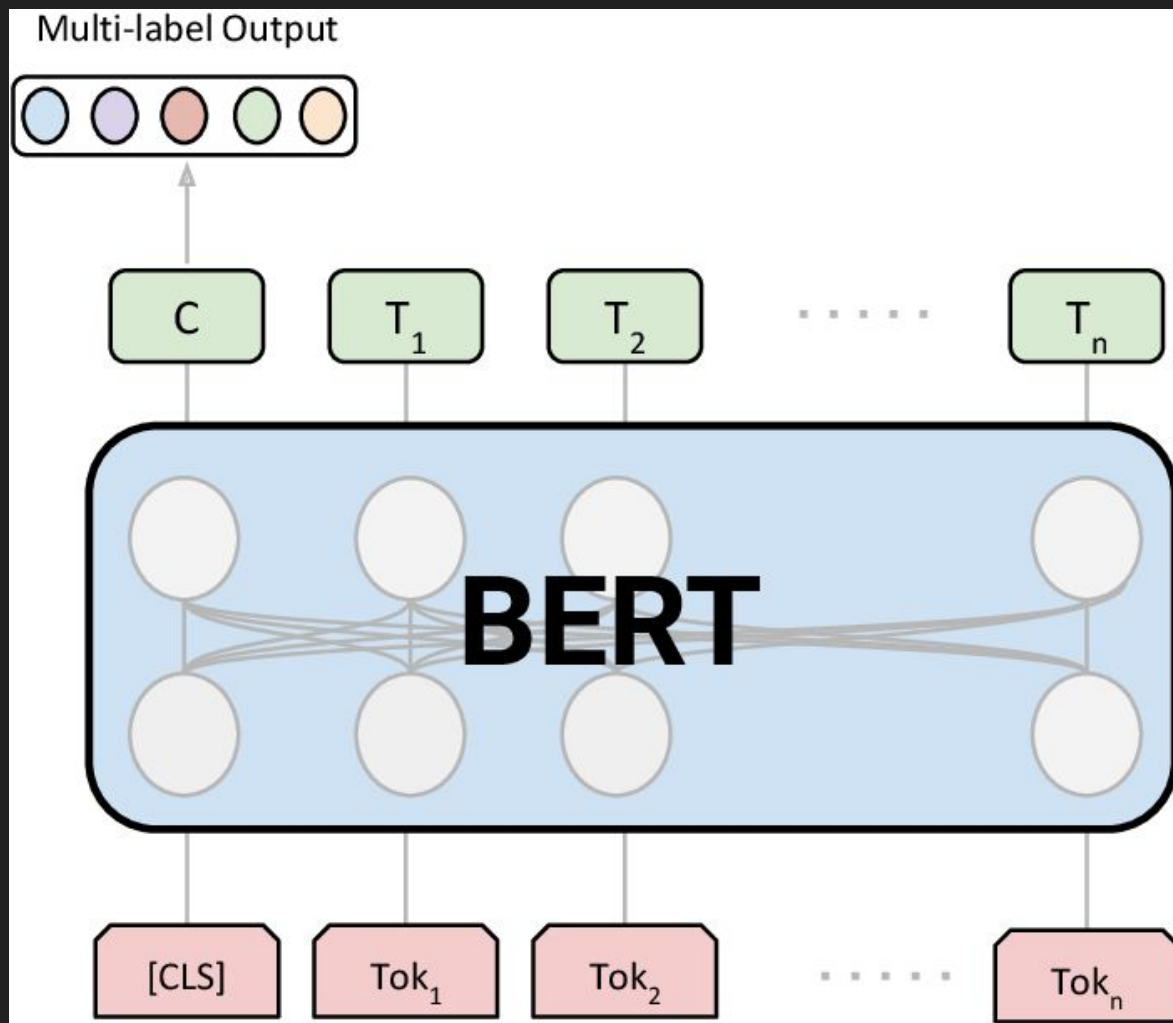 Multi-label Output
C T₁ T₂ Tₙ
BERT
[CLS] Tok₁ Tok₂ Tokₙ